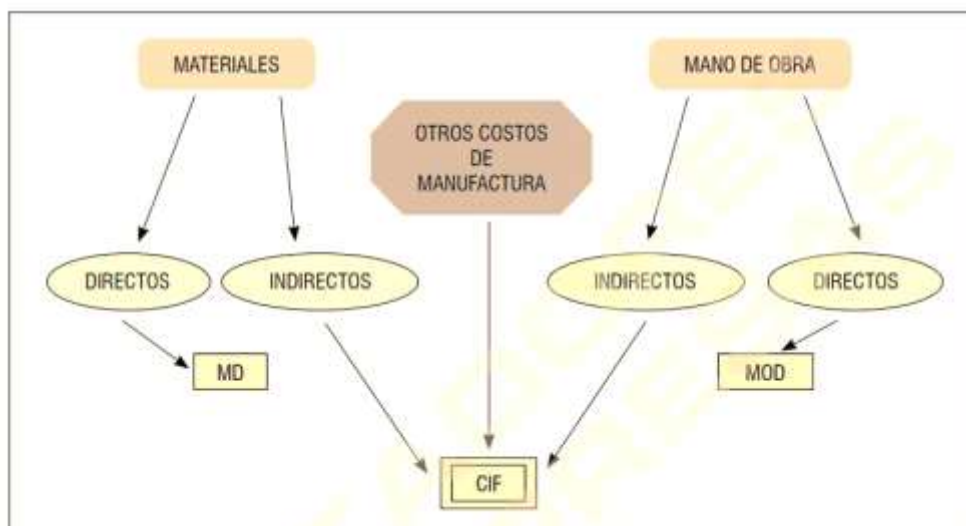 MATERIALES
MANO DE OBRA
OTROS COSTOS
DE
MANUFACTURA
DIRECTOS
INDIRECTOS
INDIRECTOS
DIRECTOS
MD
MOD
CIF